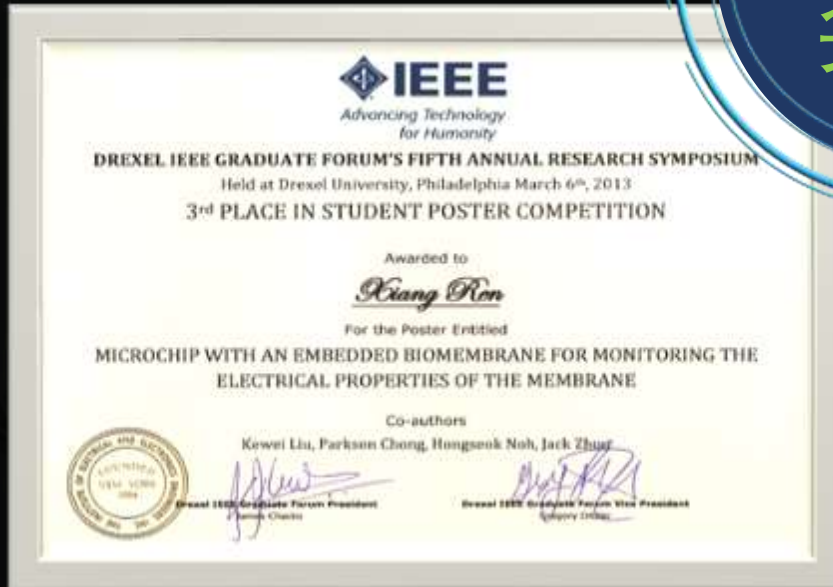 IEEE
Advancing Technology
for Humanity
DREXEL IEEE GRADUATE FORUM'S FIFTH ANNUAL RESEARCH SYMPOSIUM
Held at Drexel University, Philadelphia March 6th, 2013
3rd PLACE IN STUDENT POSTER COMPETITION
Awarded to
Xiang Ren
For the Poster Entitled
MICROCHIP WITH AN EMBEDDED BIOMEMBRANE FOR MONITORING THE
ELECTRICAL PROPERTIES OF THE MEMBRANE
Co-authors
Kewei Liu, Parkson Chong, Hongseok Noh, Jack Zhou
Drexel IEEE Graduate Forum President
Drexel IEEE Graduate Forum Vice President